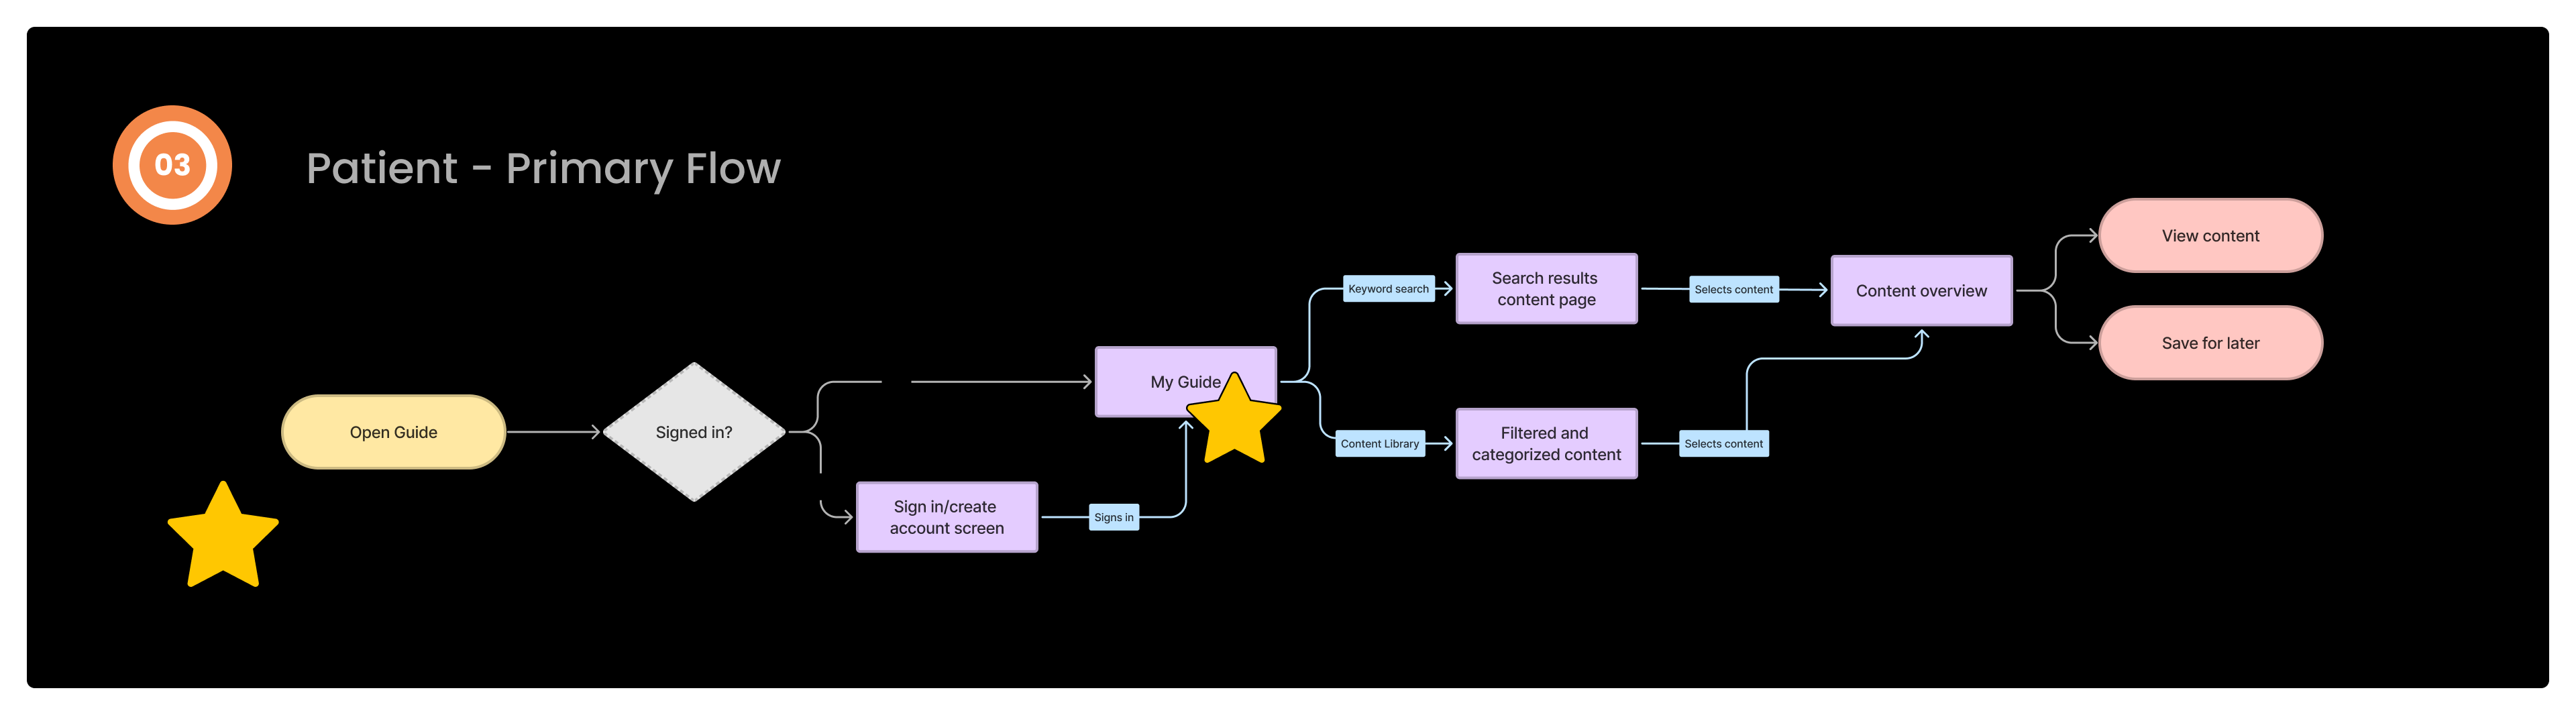 03
Patient - Primary Flow
Open Guide
Signed in?
Sign in/create
account screen
Signs in
My Guide
Keyword search
Content Library
Search results
content page
Filtered and
categorized content
Selects content
Selects content
Content overview
View content
Save for later